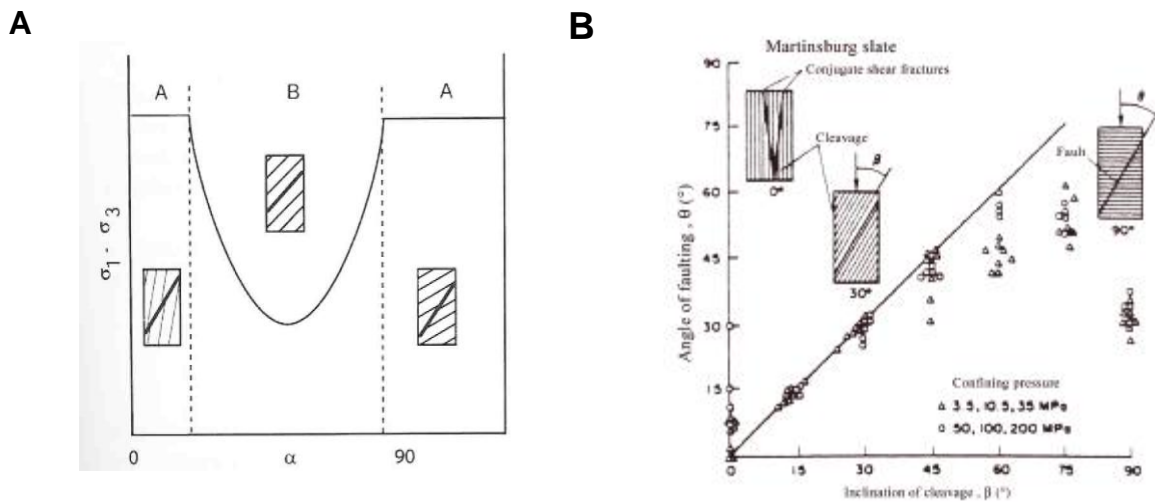 A
B
A
B
A
σ1 - σ3
0
α
90
Martinsburg slate
Conjugate shear fractures
Cleavage
0°
β
30°
θ
Fault
90°
Angle of faulting , θ (°)
90
75
60
45
30
15
0
Confining pressure
△ 3.5, 10.5, 35 MPa
○ 50, 100, 200 MPa
0
15
30
45
60
75
90
Inclination of cleavage , β (°)